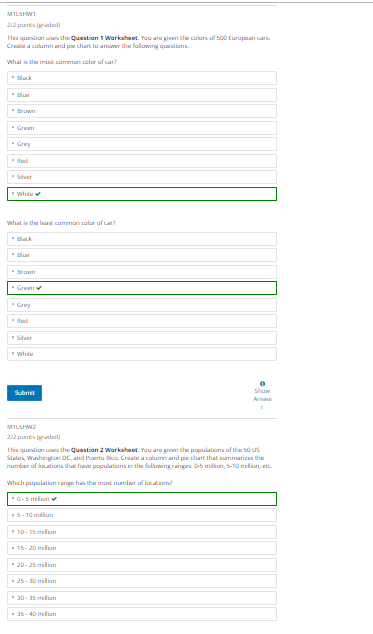 M1L5HW1
2/2 points (graded)
This question uses the Question 1 Worksheet. You are given the colors of 500 European cars.
Create a column and pie chart to answer the following questions.
What is the most common color of car?
Black
Blue
Brown
Green
Grey
Red
Silver
White ✔
What is the least common color of car?
Black
Blue
Brown
Green ✔
Grey
Red
Silver
White
Submit
Show
Answe
r
M1L5HW2
2/2 points (graded)
This question uses the Question 2 Worksheet. You are given the populations of the 50 US
States, Washington DC, and Puerto Rico. Create a column and pie chart that summarizes the
number of locations that have populations in the following ranges: 0-5 million, 5-10 million, etc.
Which population range has the most number of locations?
0 - 5 million ✔
5 - 10 million
10 - 15 million
15 - 20 million
20 - 25 million
25 - 30 million
30 - 35 million
35 - 40 million